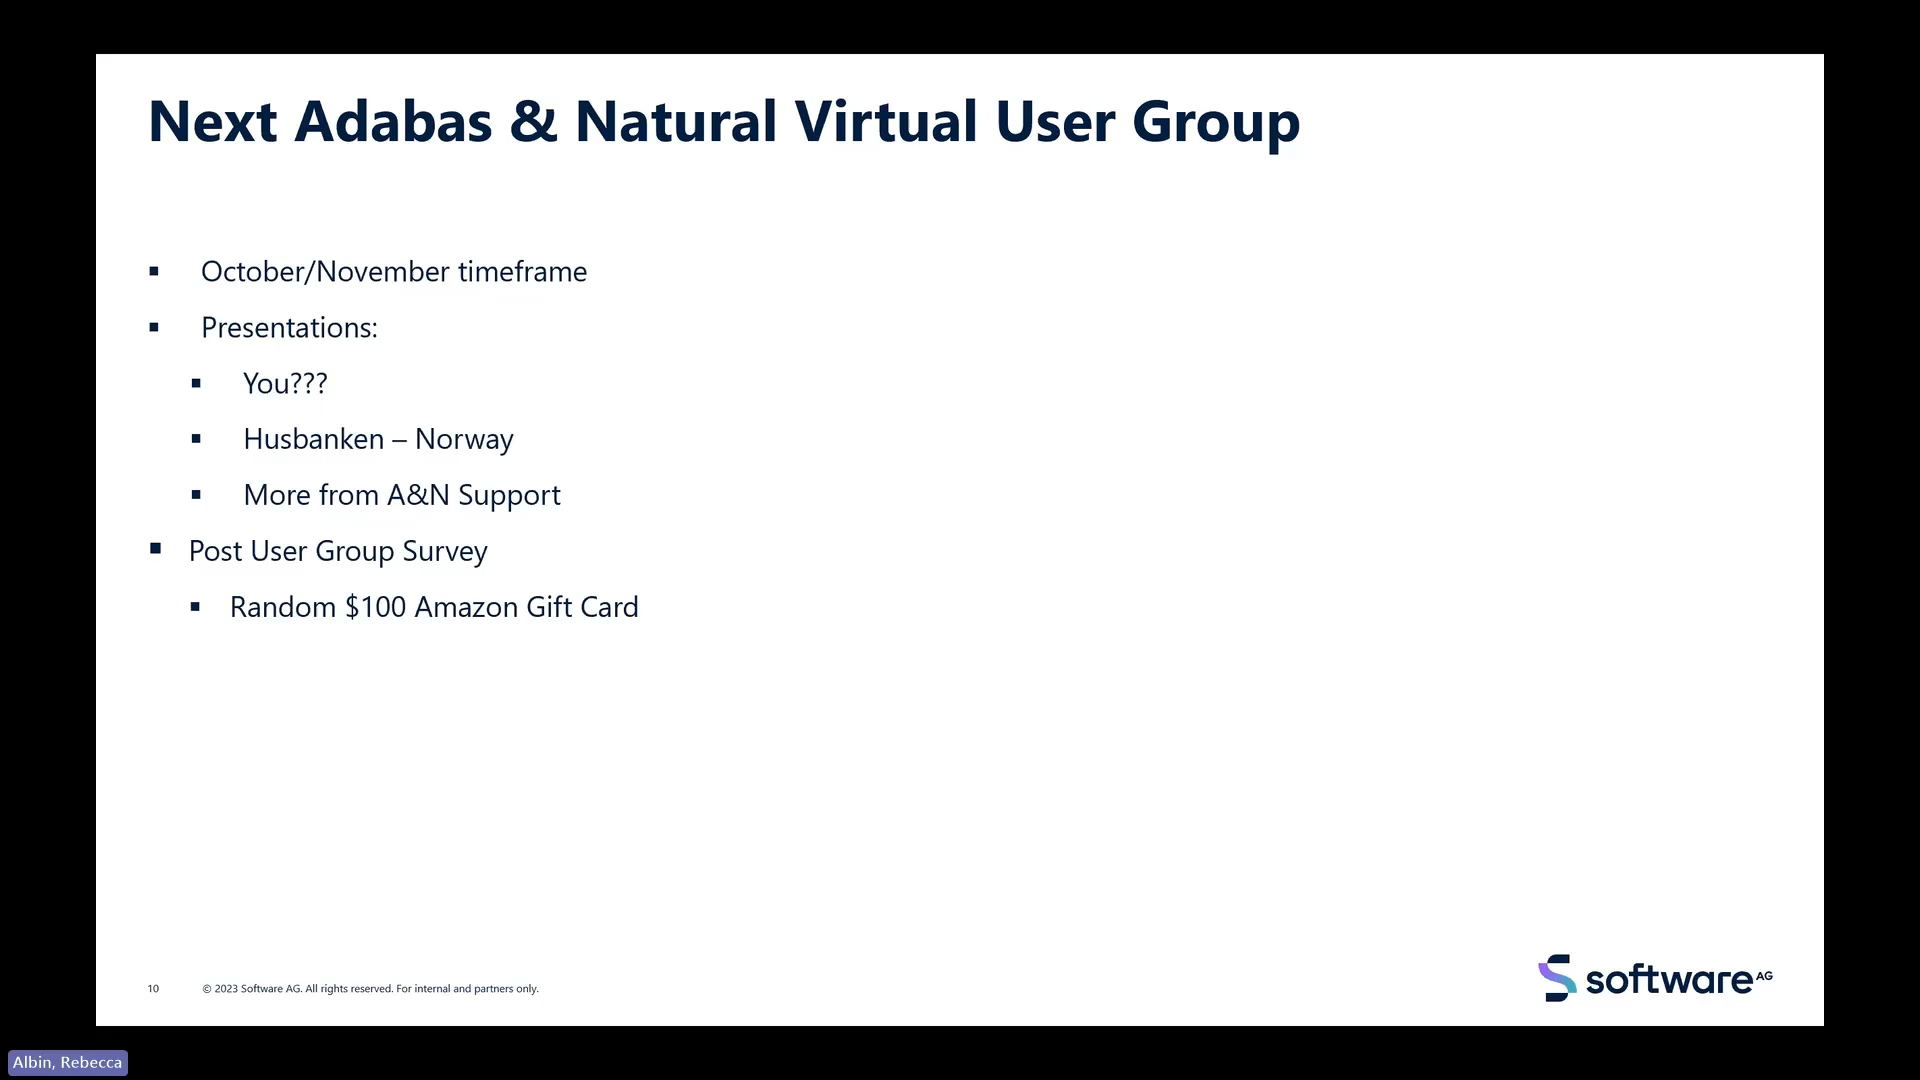 Next Adabas & Natural Virtual User Group
▪ October/November timeframe
▪ Presentations:
▪ You???
▪ Husbanken – Norway
▪ More from A&N Support
▪ Post User Group Survey
▪ Random $100 Amazon Gift Card
10 © 2023 Software AG. All rights reserved. For internal and partners only.
software AG
Albin, Rebecca